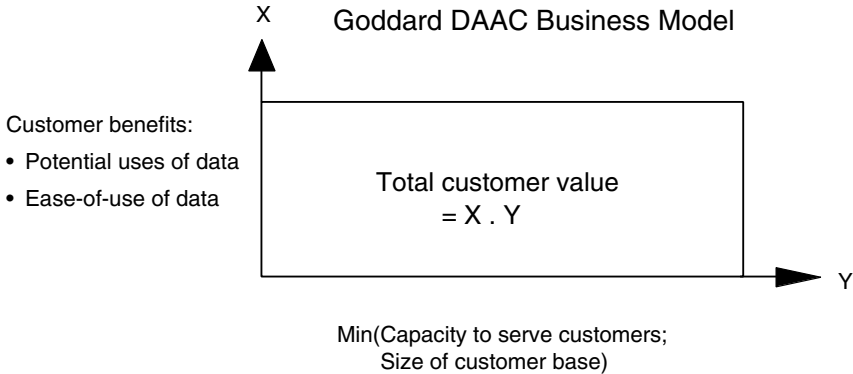 X
Goddard DAAC Business Model
Customer benefits:
• Potential uses of data
• Ease-of-use of data
Total customer value
= X . Y
Y
Min(Capacity to serve customers;
Size of customer base)